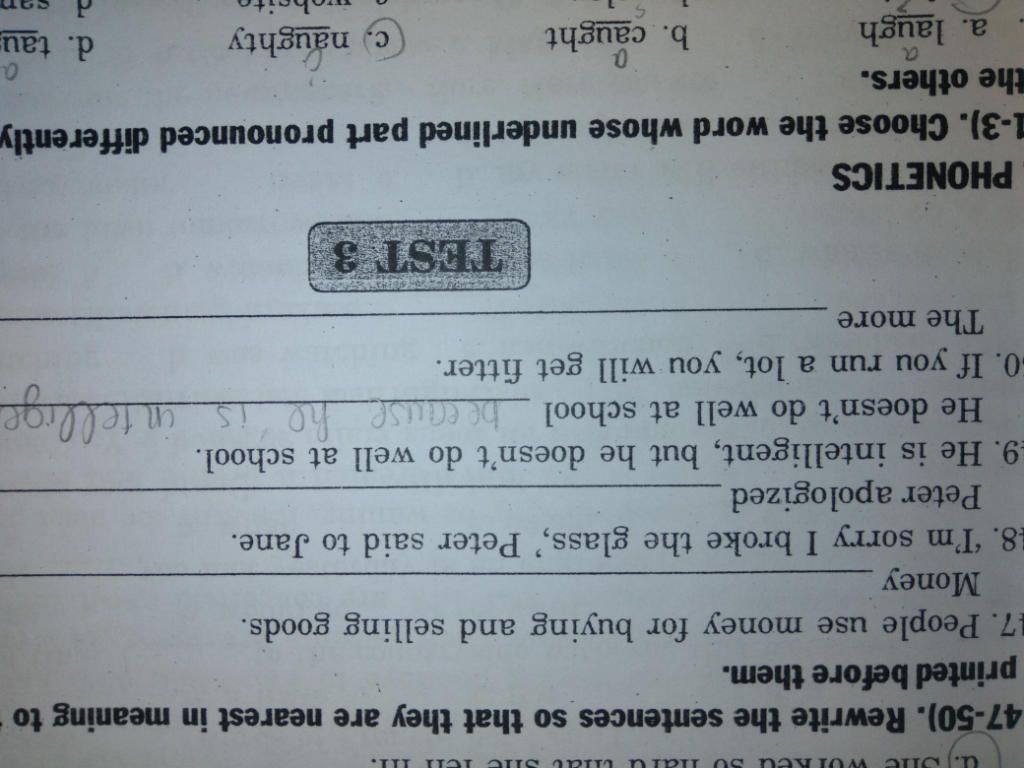 d. She worked so hard that she fell ill.
47-50). Rewrite the sentences so that they are nearest in meaning to
printed before them.
47. People use money for buying and selling goods.
Money
48. 'I'm sorry I broke the glass,' Peter said to Jane.
Peter apologized
49. He is intelligent, but he doesn't do well at school.
He doesn't do well at school because he is intellige
50. If you run a lot, you will get fitter.
The more
TEST 3
PHONETICS
1-3). Choose the word whose underlined part pronounced differently
the others.
a. laugh b. caught c. naughty d. tau
c. website d.